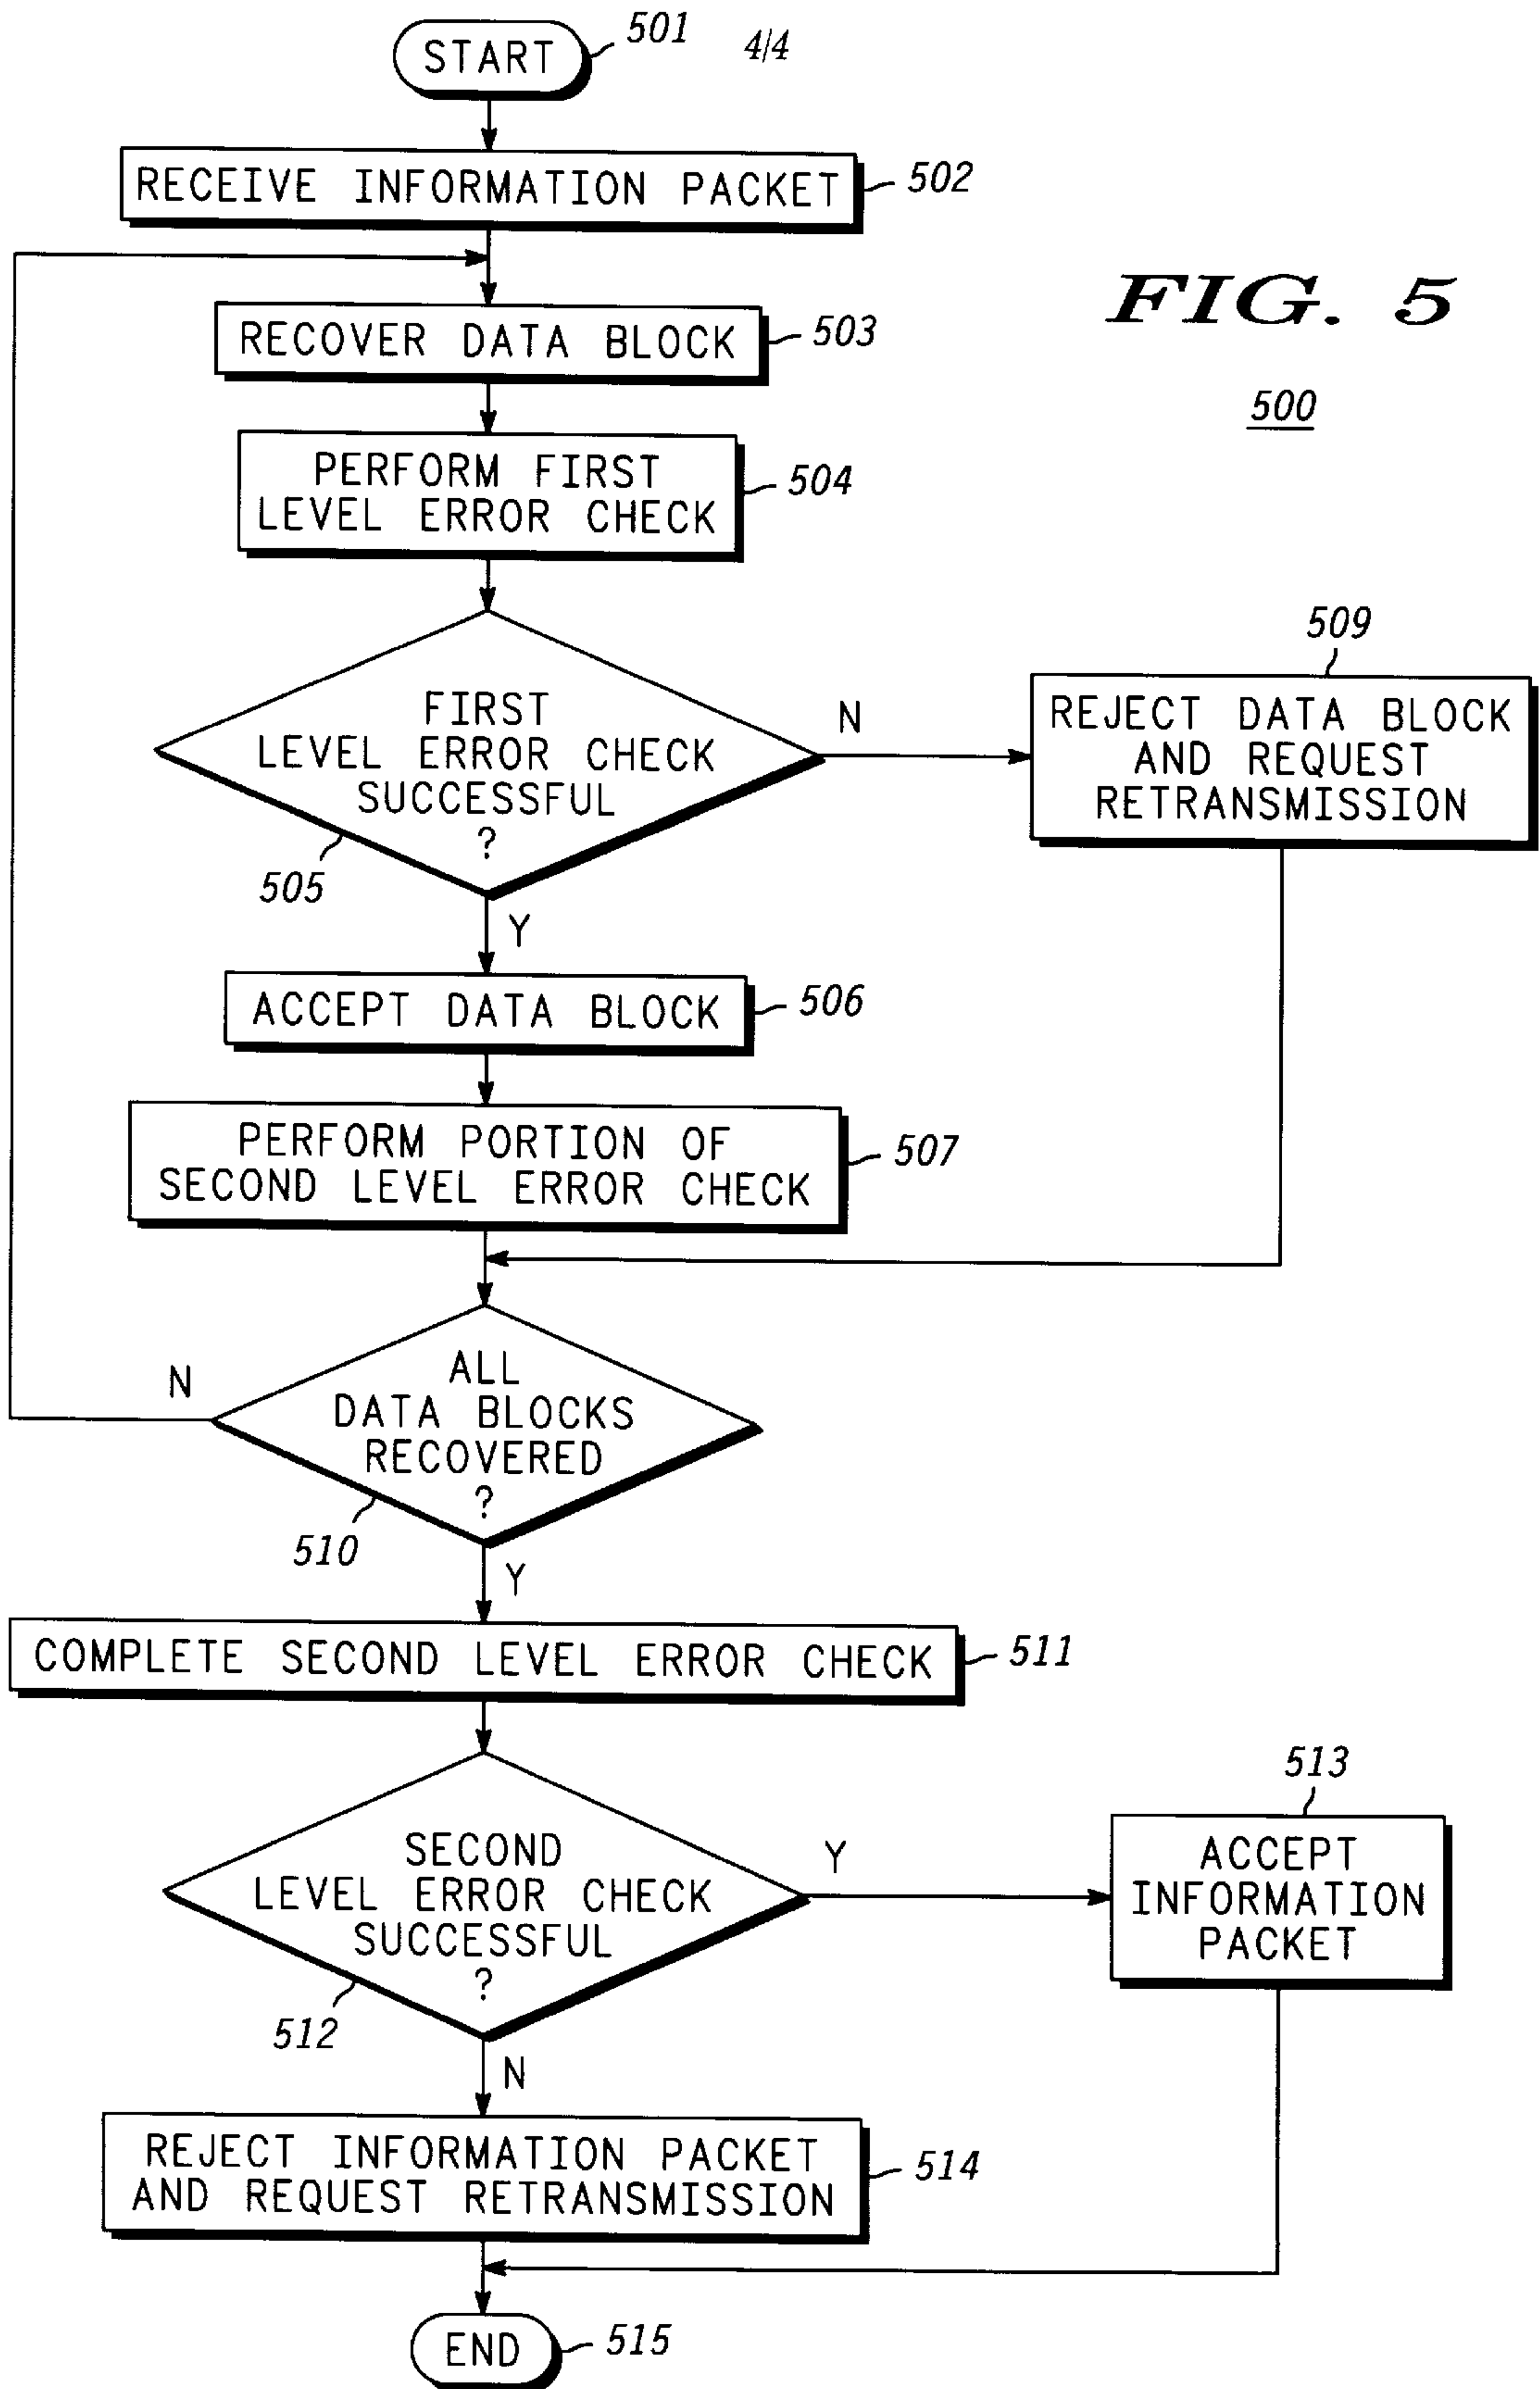 START
501
4/4
RECEIVE INFORMATION PACKET
502
FIG. 5
500
RECOVER DATA BLOCK
503
PERFORM FIRST
LEVEL ERROR CHECK
504
FIRST
LEVEL ERROR CHECK
SUCCESSFUL
?
505
N
509
REJECT DATA BLOCK
AND REQUEST
RETRANSMISSION
Y
ACCEPT DATA BLOCK
506
PERFORM PORTION OF
SECOND LEVEL ERROR CHECK
507
ALL
DATA BLOCKS
RECOVERED
?
N
510
Y
COMPLETE SECOND LEVEL ERROR CHECK
511
SECOND
LEVEL ERROR CHECK
SUCCESSFUL
?
512
Y
513
ACCEPT
INFORMATION
PACKET
N
REJECT INFORMATION PACKET
AND REQUEST RETRANSMISSION
514
END
515